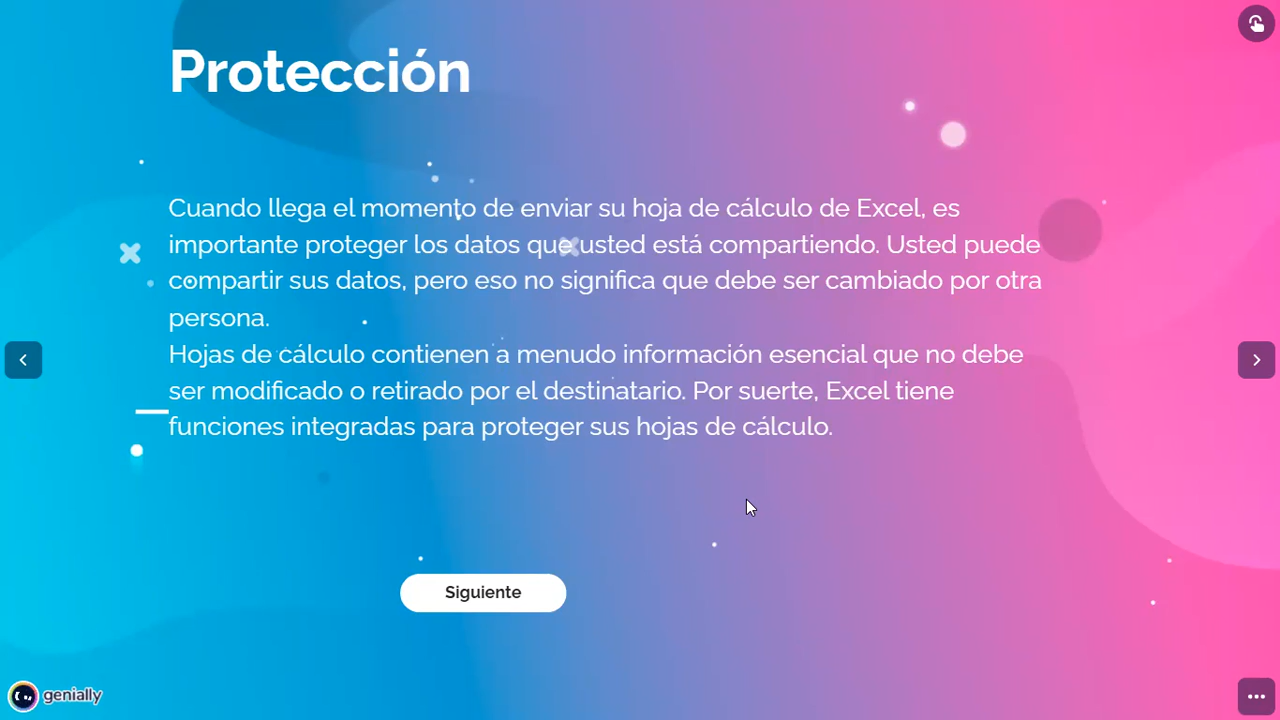 Protección
Cuando llega el momento de enviar su hoja de cálculo de Excel, es
importante proteger los datos que usted está compartiendo. Usted puede
compartir sus datos, pero eso no significa que debe ser cambiado por otra
persona.
Hojas de cálculo contienen a menudo información esencial que no debe
ser modificado o retirado por el destinatario. Por suerte, Excel tiene
funciones integradas para proteger sus hojas de cálculo.
Siguiente
genially